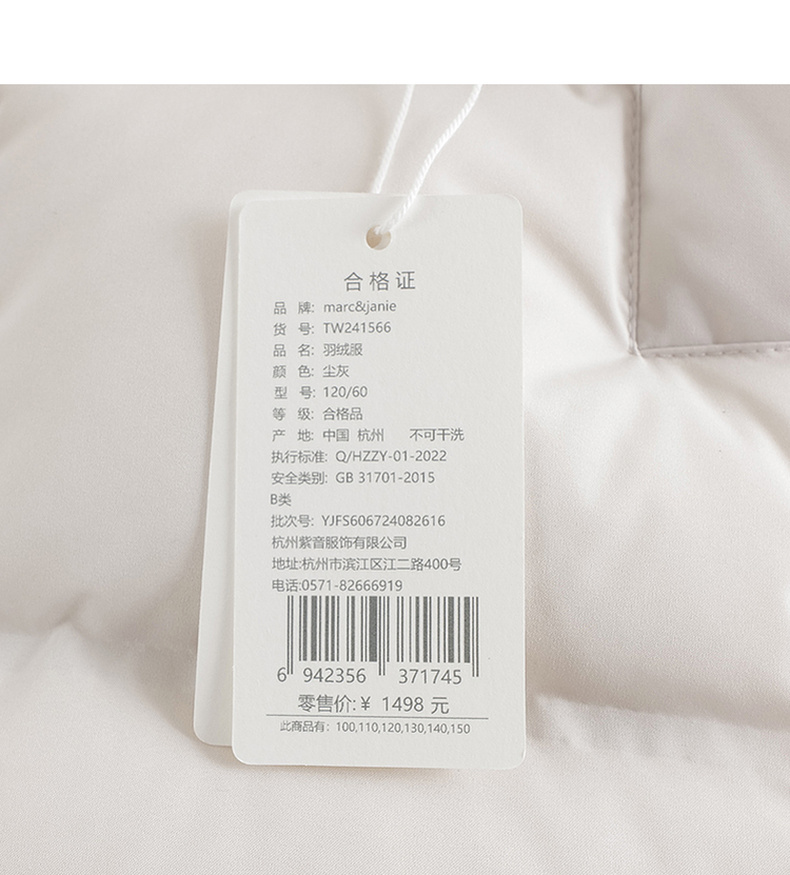 合格证
品 牌: marc&janie
货 号: TW241566
品 名: 羽绒服
颜 色: 尘灰
型 号: 120/60
等 级: 合格品
产 地: 中国 杭州 不可干洗
执行标准: Q/HZZY-01-2022
安全类别: GB 31701-2015
B类
批次号: YJFS606724082616
杭州紫音服饰有限公司
地址:杭州市滨江区江二路400号
电话:0571-82666919
6 942356 371745
零售价:¥ 1498 元
此商品有: 100,110,120,130,140,150